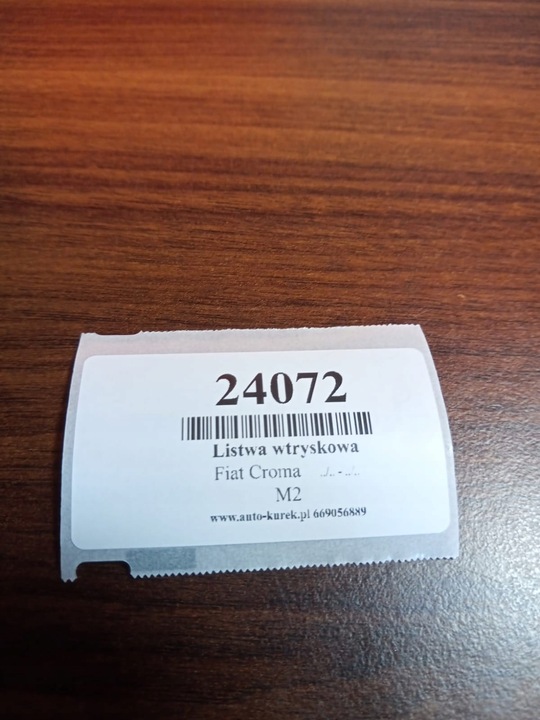 24072
Listwa wtryskowa
Fiat Croma ../.. - ../..
M2
www.auto-kurek.pl 669056889